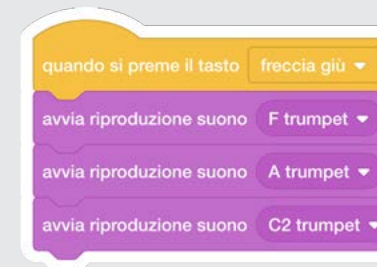 quando si preme il tasto freccia giù
avvia riproduzione suono F trumpet
avvia riproduzione suono A trumpet
avvia riproduzione suono C2 trumpet